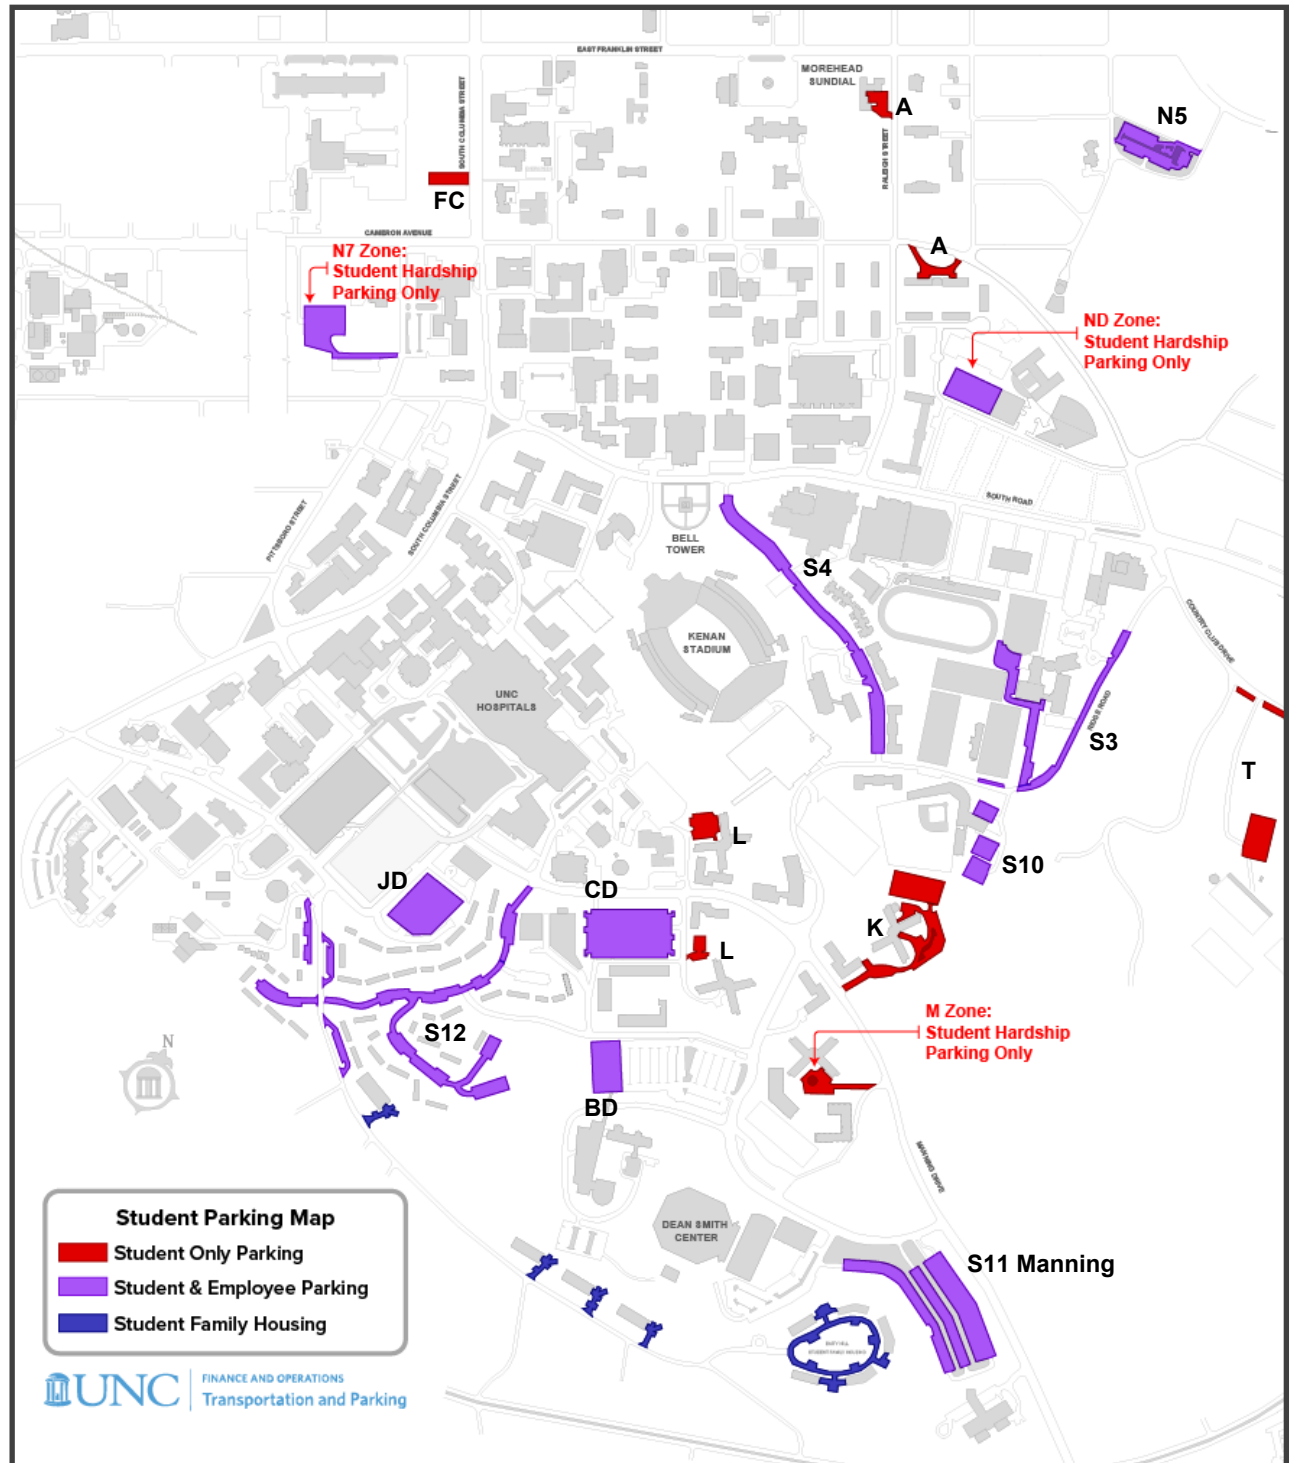 EAST FRANKLIN STREET
MOREHEAD
SUNDIAL
A
N5
SOUTH COLUMBIA STREET
RALEIGH STREET
FC
CAMERON AVENUE
N7 Zone:
Student Hardship
Parking Only
A
ND Zone:
Student Hardship
Parking Only
SOUTH ROAD
PITTSBORO STREET
SOUTH COLUMBIA STREET
BELL
TOWER
S4
KENAN
STADIUM
COUNTRY CLUB DRIVE
UNC
HOSPITALS
RIDGE ROAD
S3
T
L
S10
JD
CD
K
L
M Zone:
Student Hardship
Parking Only
S12
N
BD
MANNING DRIVE
DEAN SMITH
CENTER
S11 Manning
Student Parking Map
Student Only Parking
Student & Employee Parking
Student Family Housing
UNC
FINANCE AND OPERATIONS
Transportation and Parking